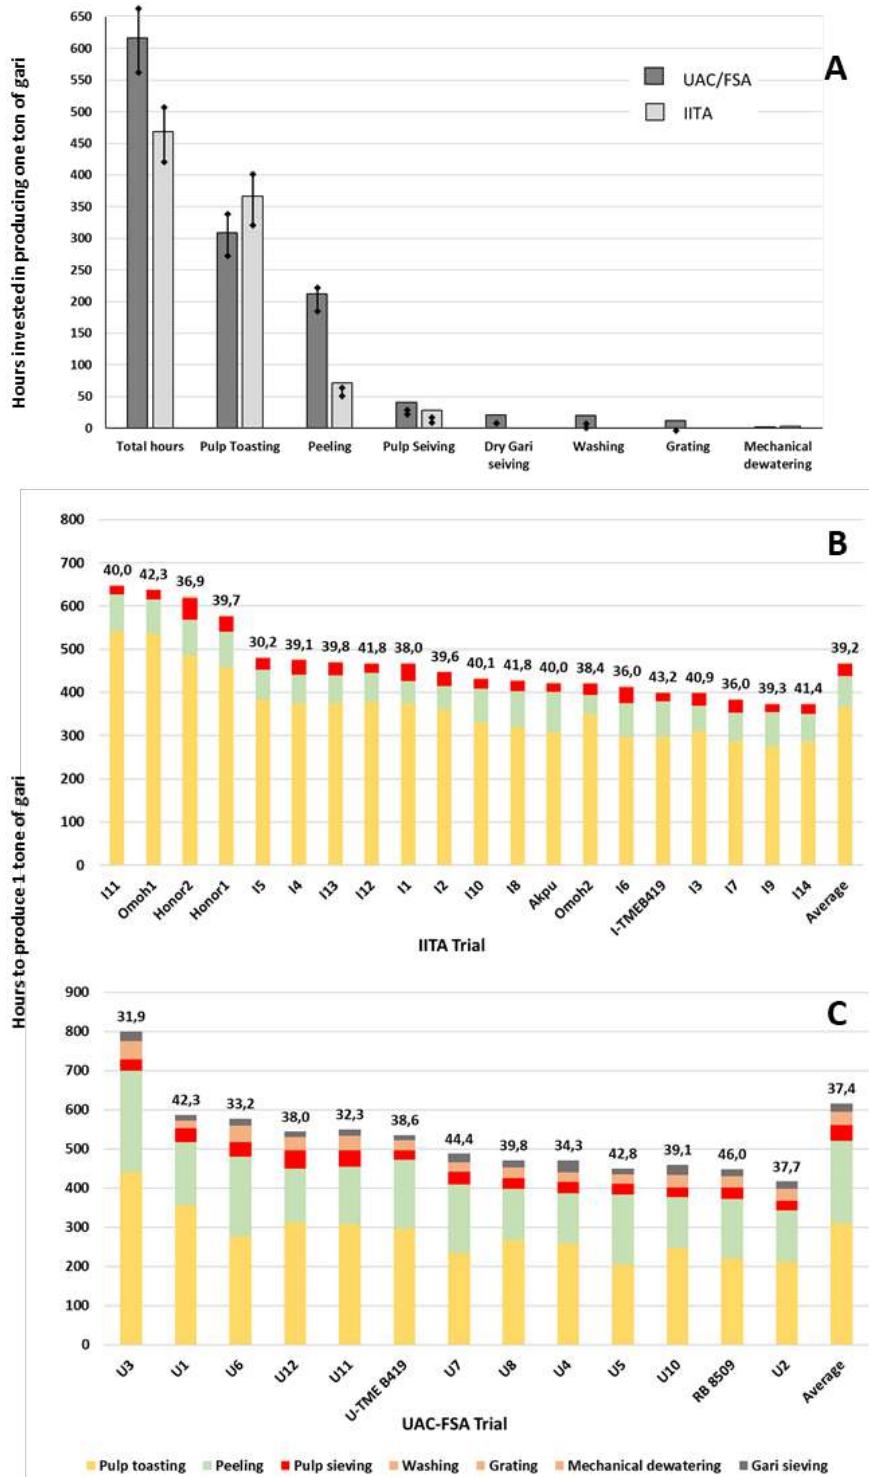 A
UAC/FSA
IITA
Hours invested in producing one ton of gari
650
600
550
500
450
400
350
300
250
200
150
100
50
0
Total hours Pulp Toasting Peeling Pulp Seiving Dry Gari seiving Washing Grating Mechanical dewatering
B
Hours to produce 1 tone of gari
800
700
600
500
400
300
200
100
0
40,0 42,3 36,9 39,7 30,2 39,1 39,8 41,8 38,0 39,6 40,1 41,8 40,0 38,4 36,0 43,2 40,9 36,0 39,3 41,4 39,2
I11 Omoh1 Honor2 Honor1 I5 I4 I13 I12 I1 I2 I10 I8 Akpu Omoh2 I6 I-TMEB419 I3 I7 I9 I14 Average
IITA Trial
C
900
800
700
600
500
400
300
200
100
0
31,9 42,3 33,2 38,0 32,3 38,6 44,4 39,8 34,3 42,8 39,1 46,0 37,7 37,4
U3 U1 U6 U12 U11 U-TME B419 U7 U8 U4 U5 U10 RB 8509 U2 Average
UAC-FSA Trial
Pulp toasting Peeling Pulp sieving Washing Grating Mechanical dewatering Gari sieving